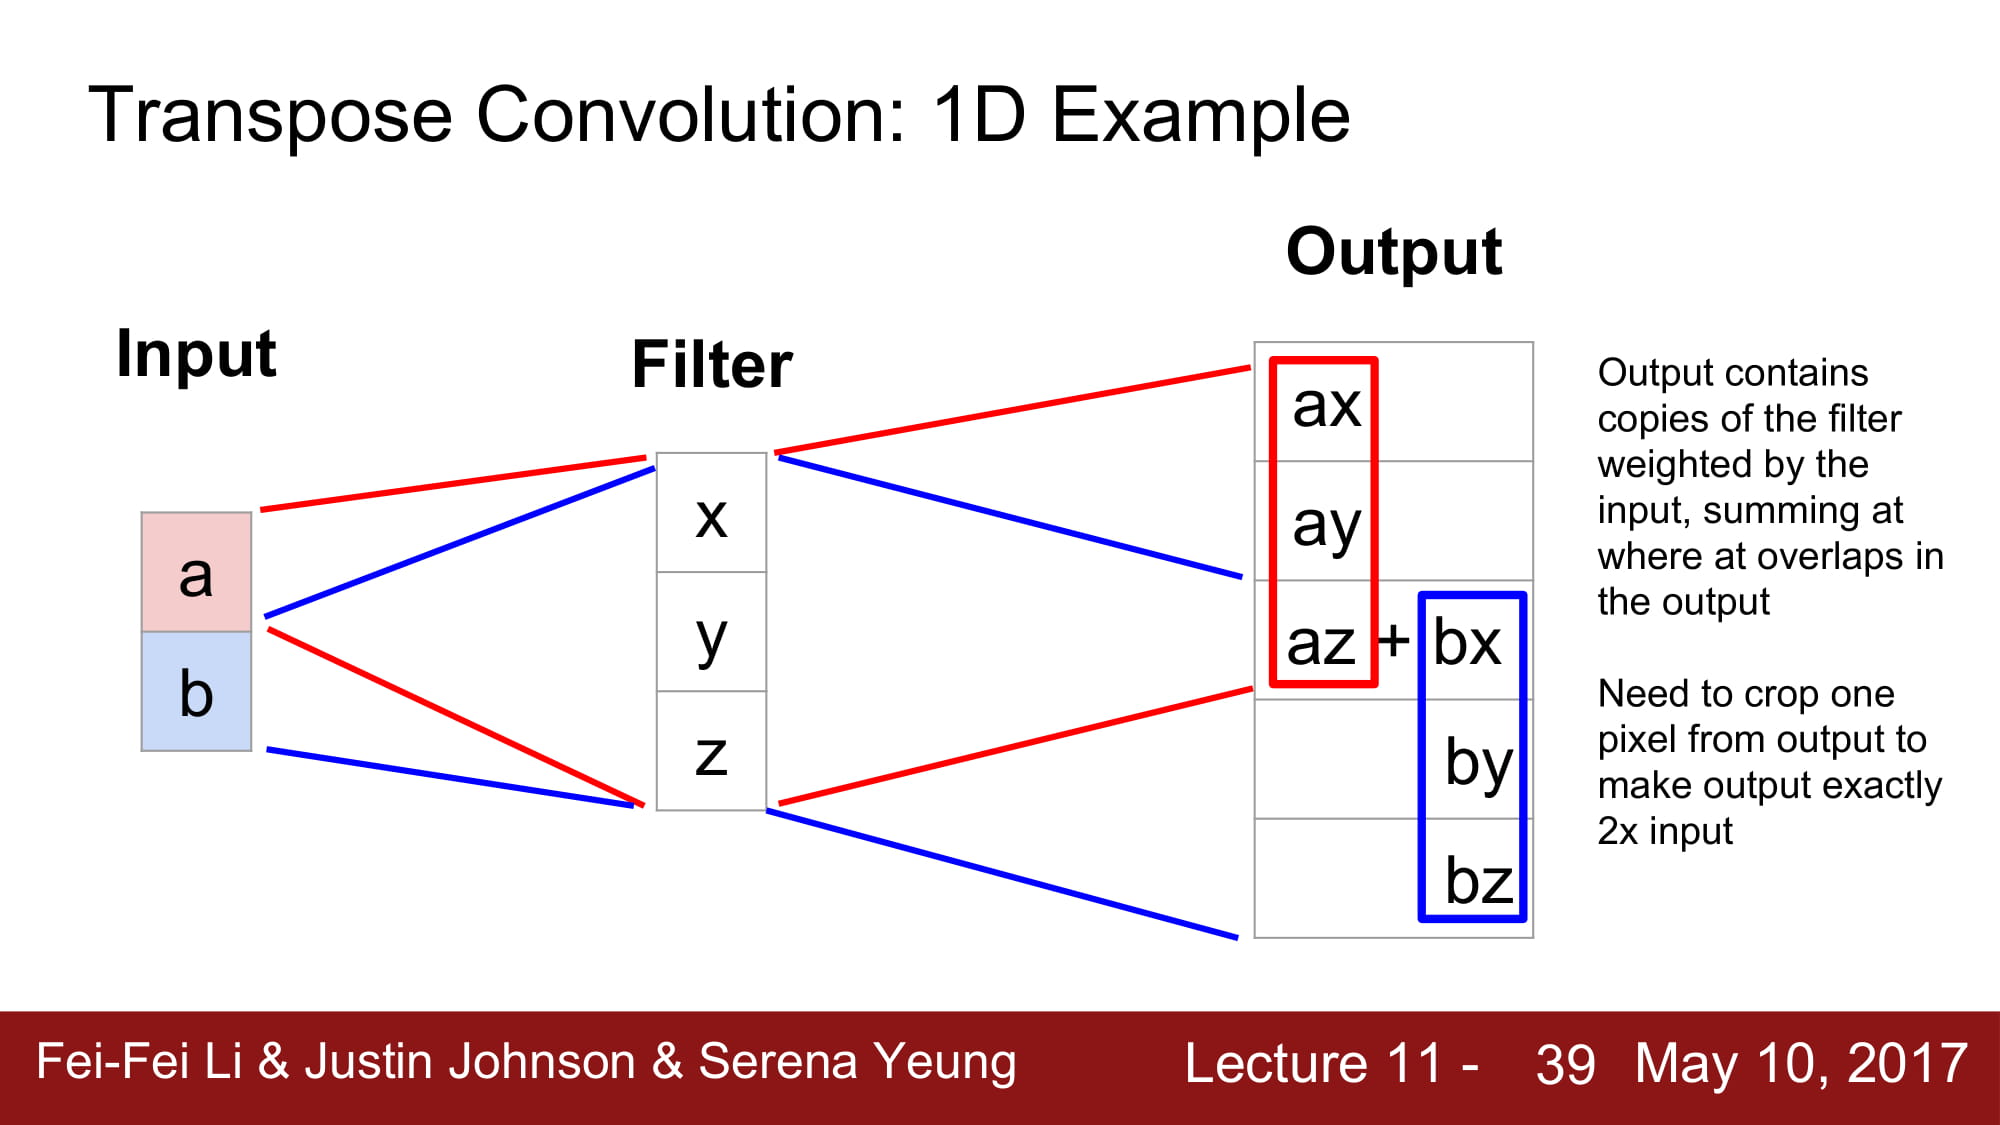 Transpose Convolution: 1D Example
Input
a
b
Filter
x
y
z
Output
ax
ay
az + bx
by
bz
Output contains
copies of the filter
weighted by the
input, summing at
where at overlaps in
the output
Need to crop one
pixel from output to
make output exactly
2x input
Fei-Fei Li & Justin Johnson & Serena Yeung
Lecture 11 - 39 May 10, 2017